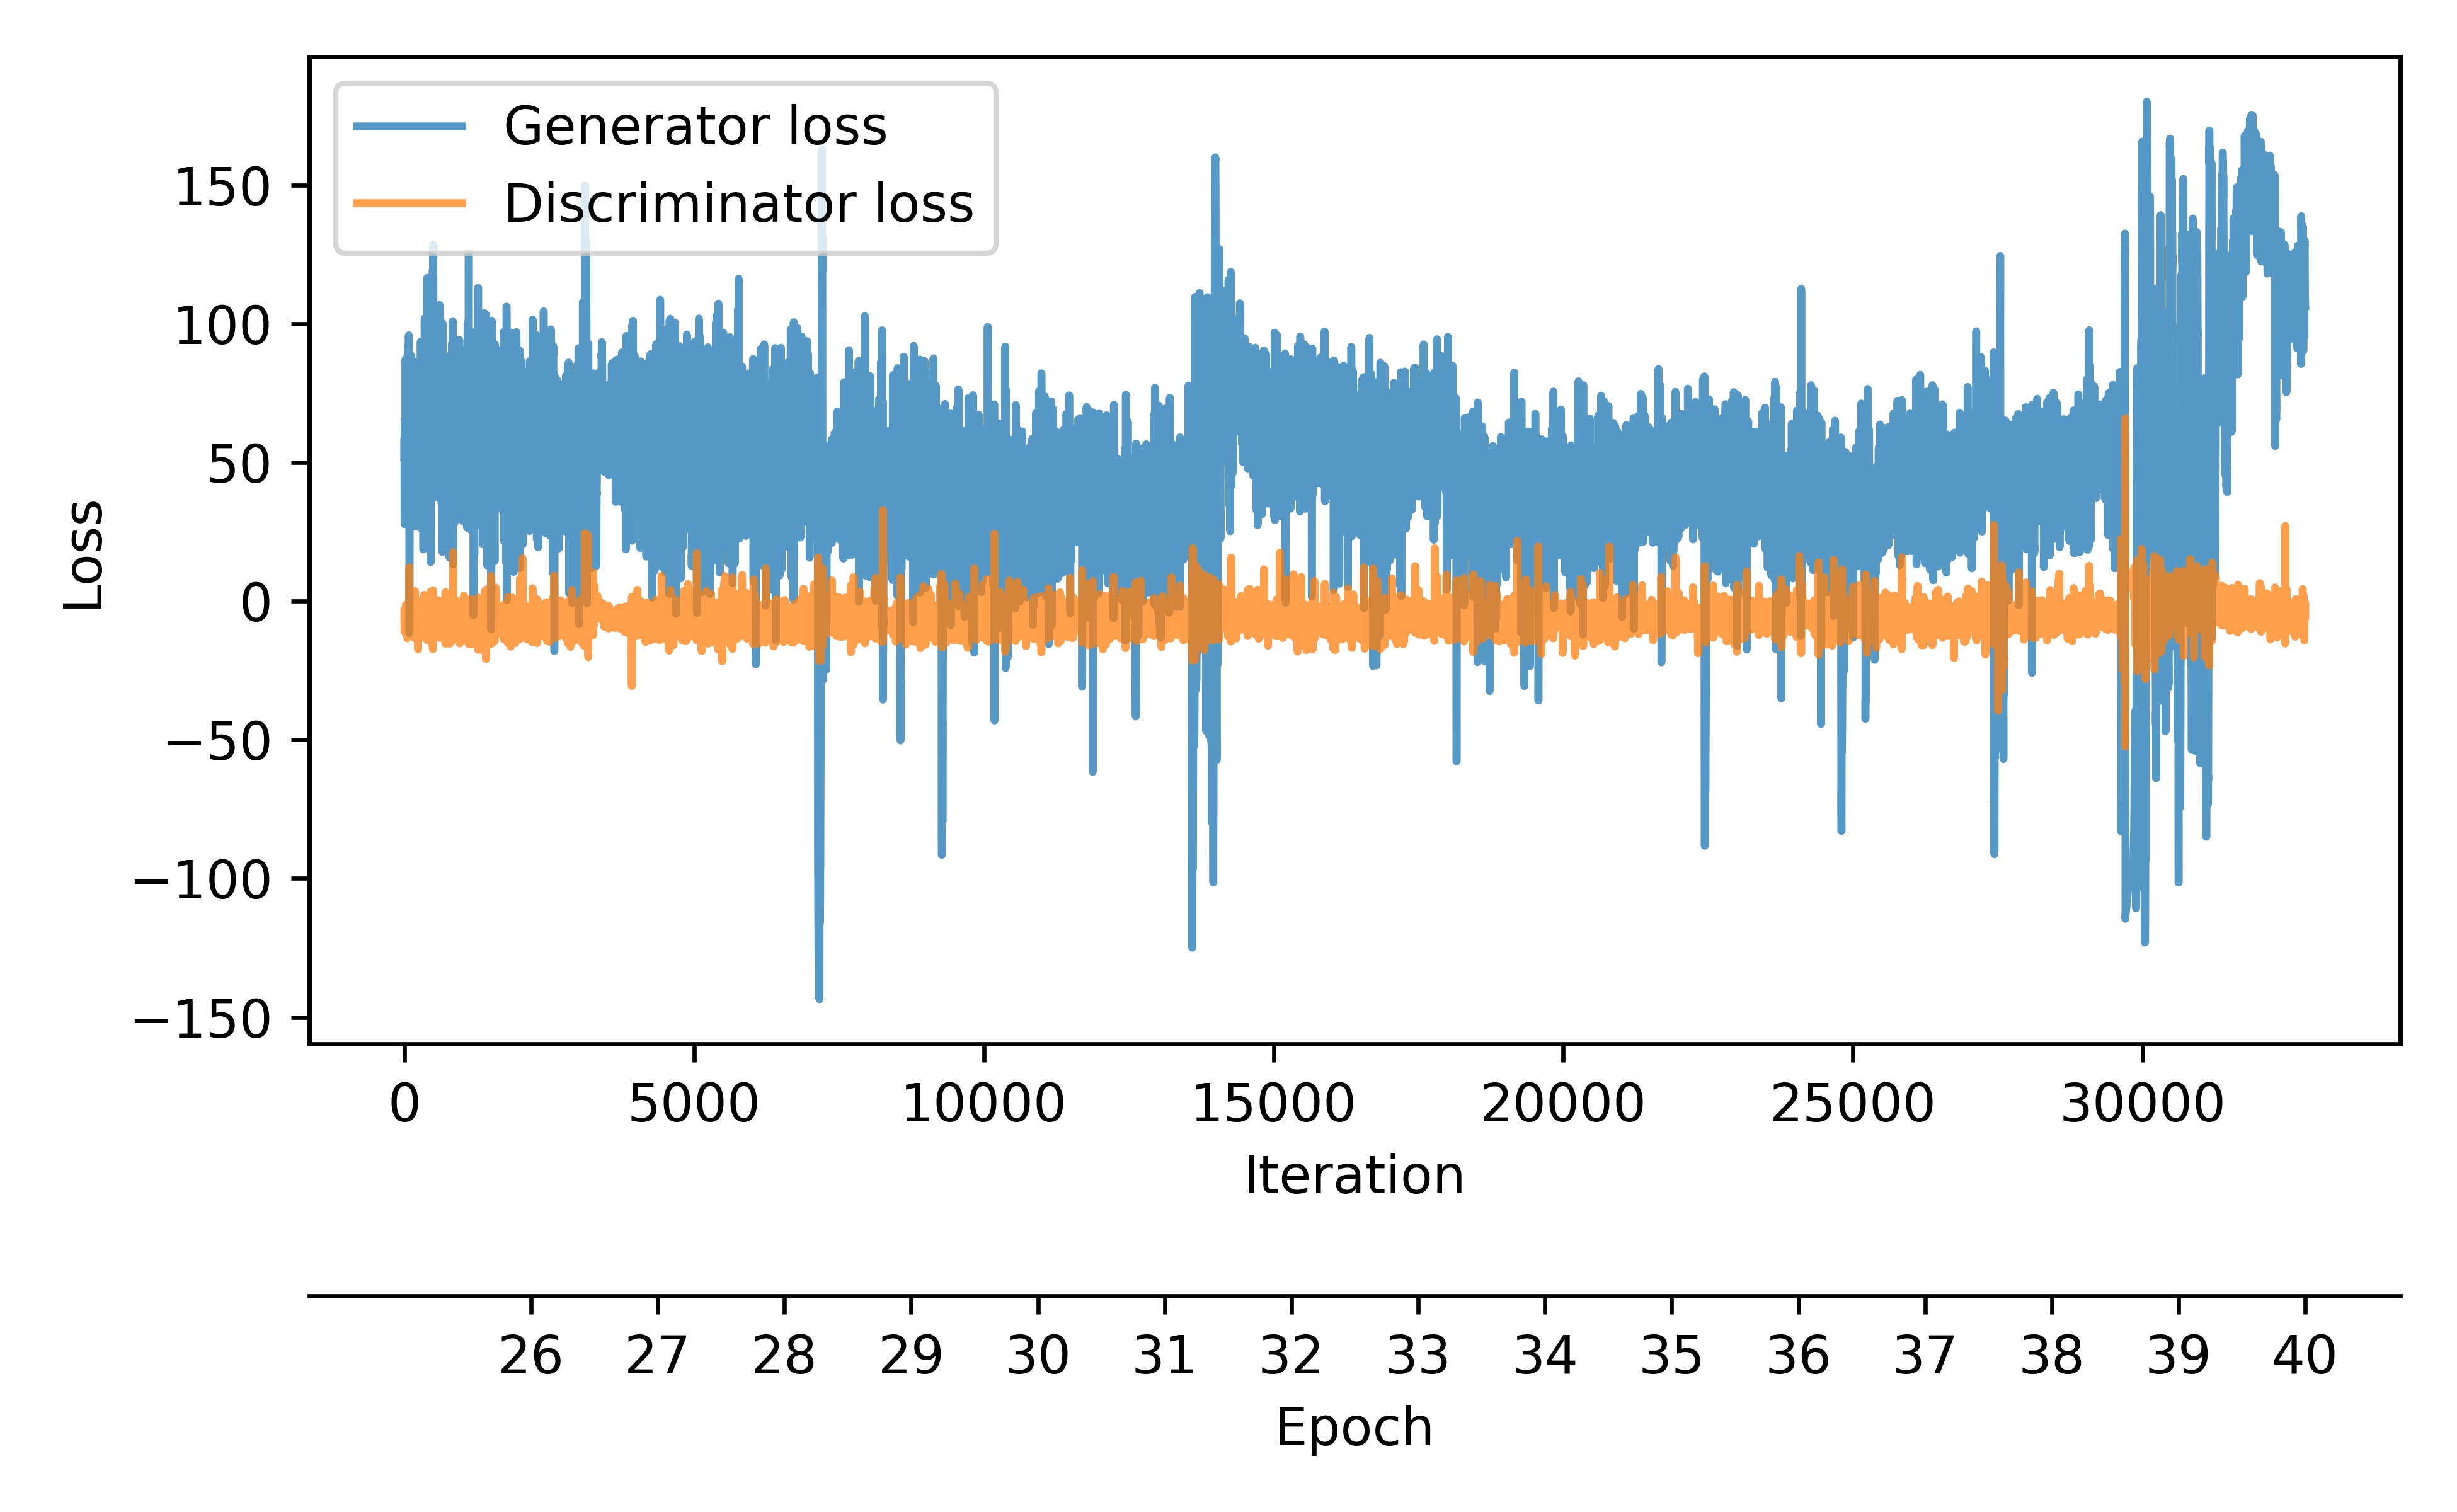 Generator loss
Discriminator loss
150
100
50
0
−50
−100
−150
Loss
0 5000 10000 15000 20000 25000 30000
Iteration
26 27 28 29 30 31 32 33 34 35 36 37 38 39 40
Epoch